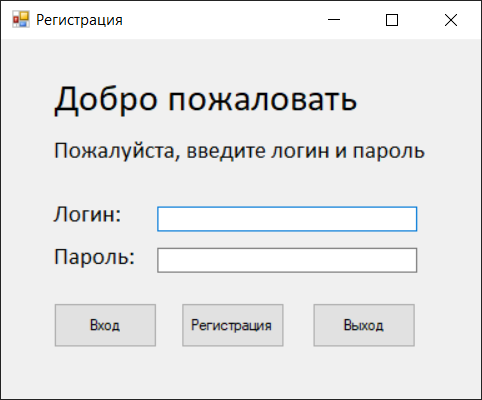 Регистрация
Добро пожаловать
Пожалуйста, введите логин и пароль
Логин:
Пароль:
Вход Регистрация Выход